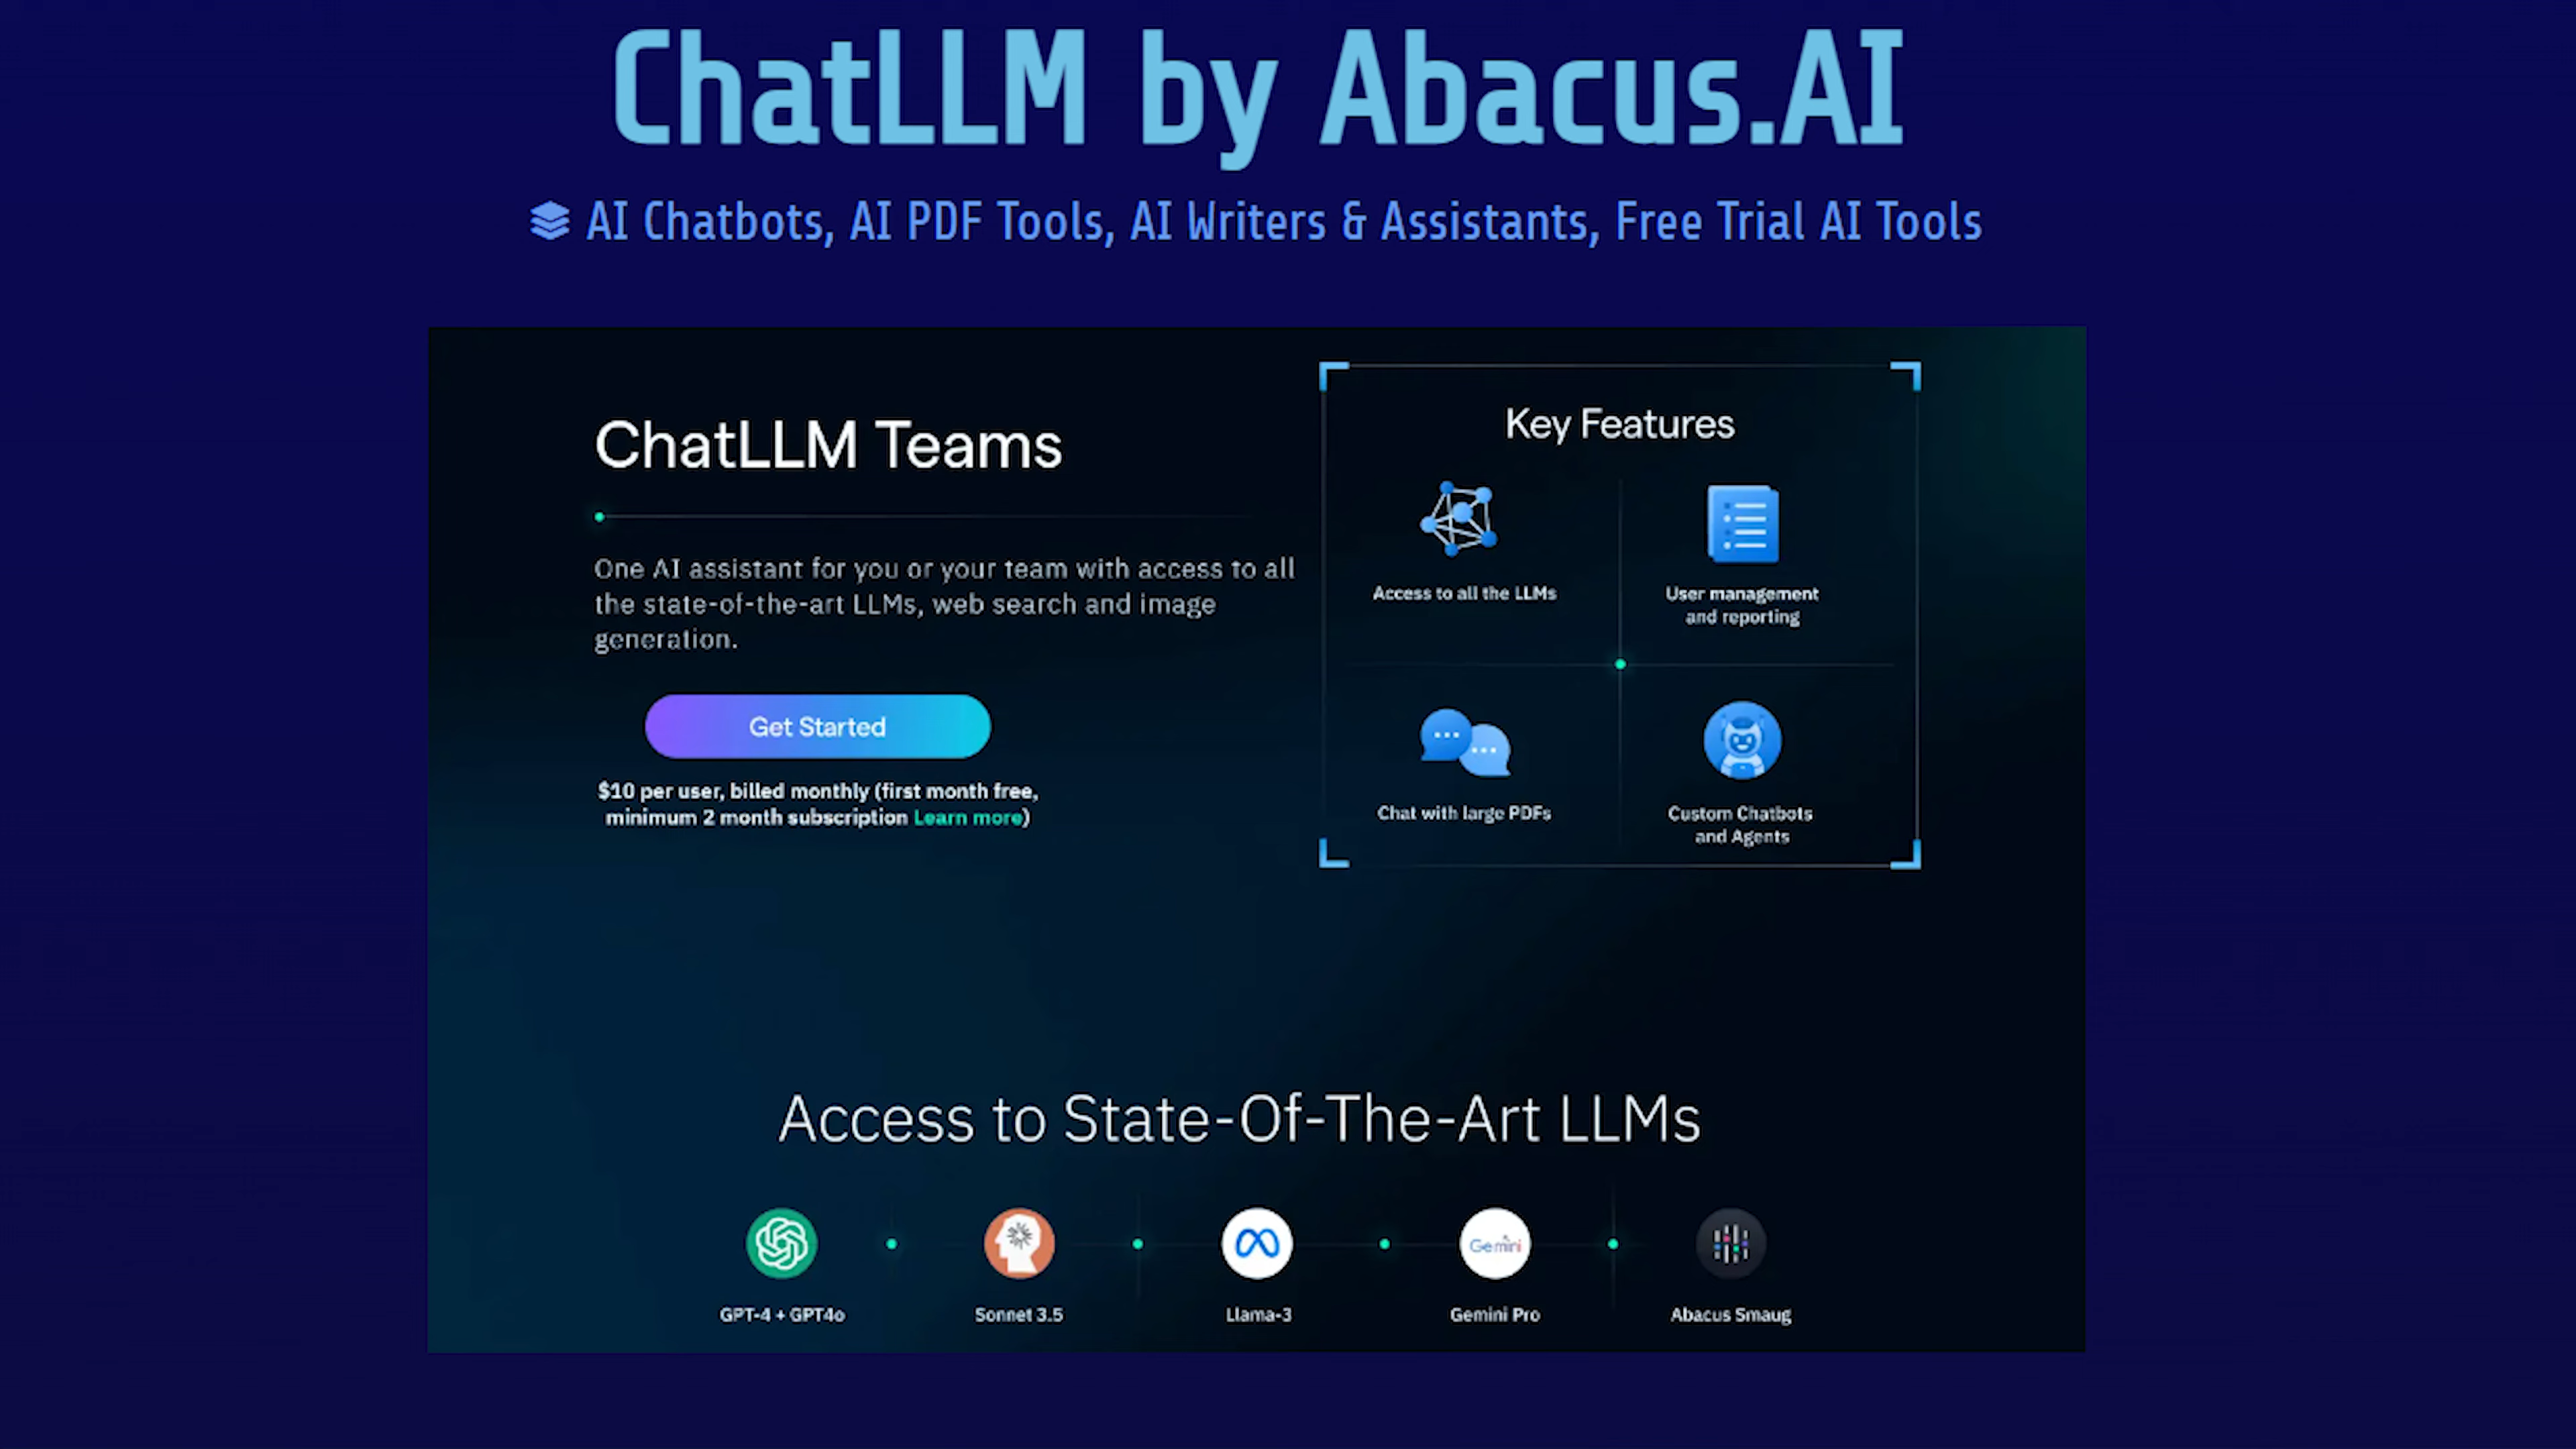 ChatLLM by Abacus.AI
AI Chatbots, AI PDF Tools, AI Writers & Assistants, Free Trial AI Tools
ChatLLM Teams
One AI assistant for you or your team with access to all
the state-of-the-art LLMs, web search and image
generation.
Get Started
$10 per user, billed monthly (first month free,
minimum 2 month subscription Learn more)
Key Features
Access to all the LLMs
User management
and reporting
Chat with large PDFs
Custom Chatbots
and Agents
Access to State-Of-The-Art LLMs
Gemini
GPT-4 + GPT4o
Sonnet 3.5
Llama-3
Gemini Pro
Abacus Smaug